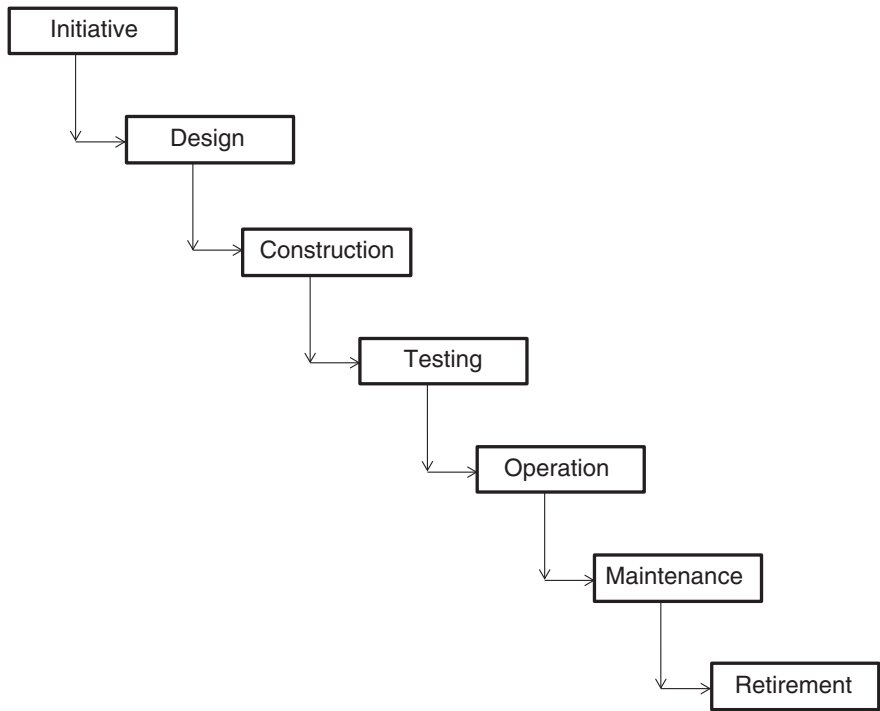 Initiative
Design
Construction
Testing
Operation
Maintenance
Retirement